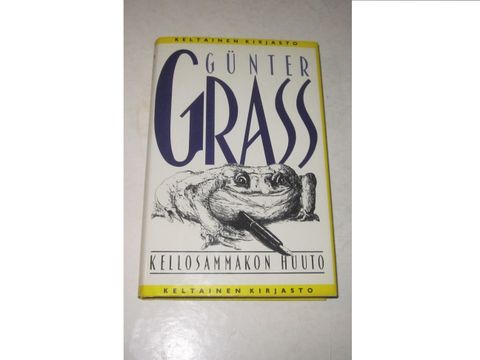 KELTAINEN KIRJASTO
GÜNTER
GRASS
KELLOSAMMAKON HUUTO
KELTAINEN KIRJASTO